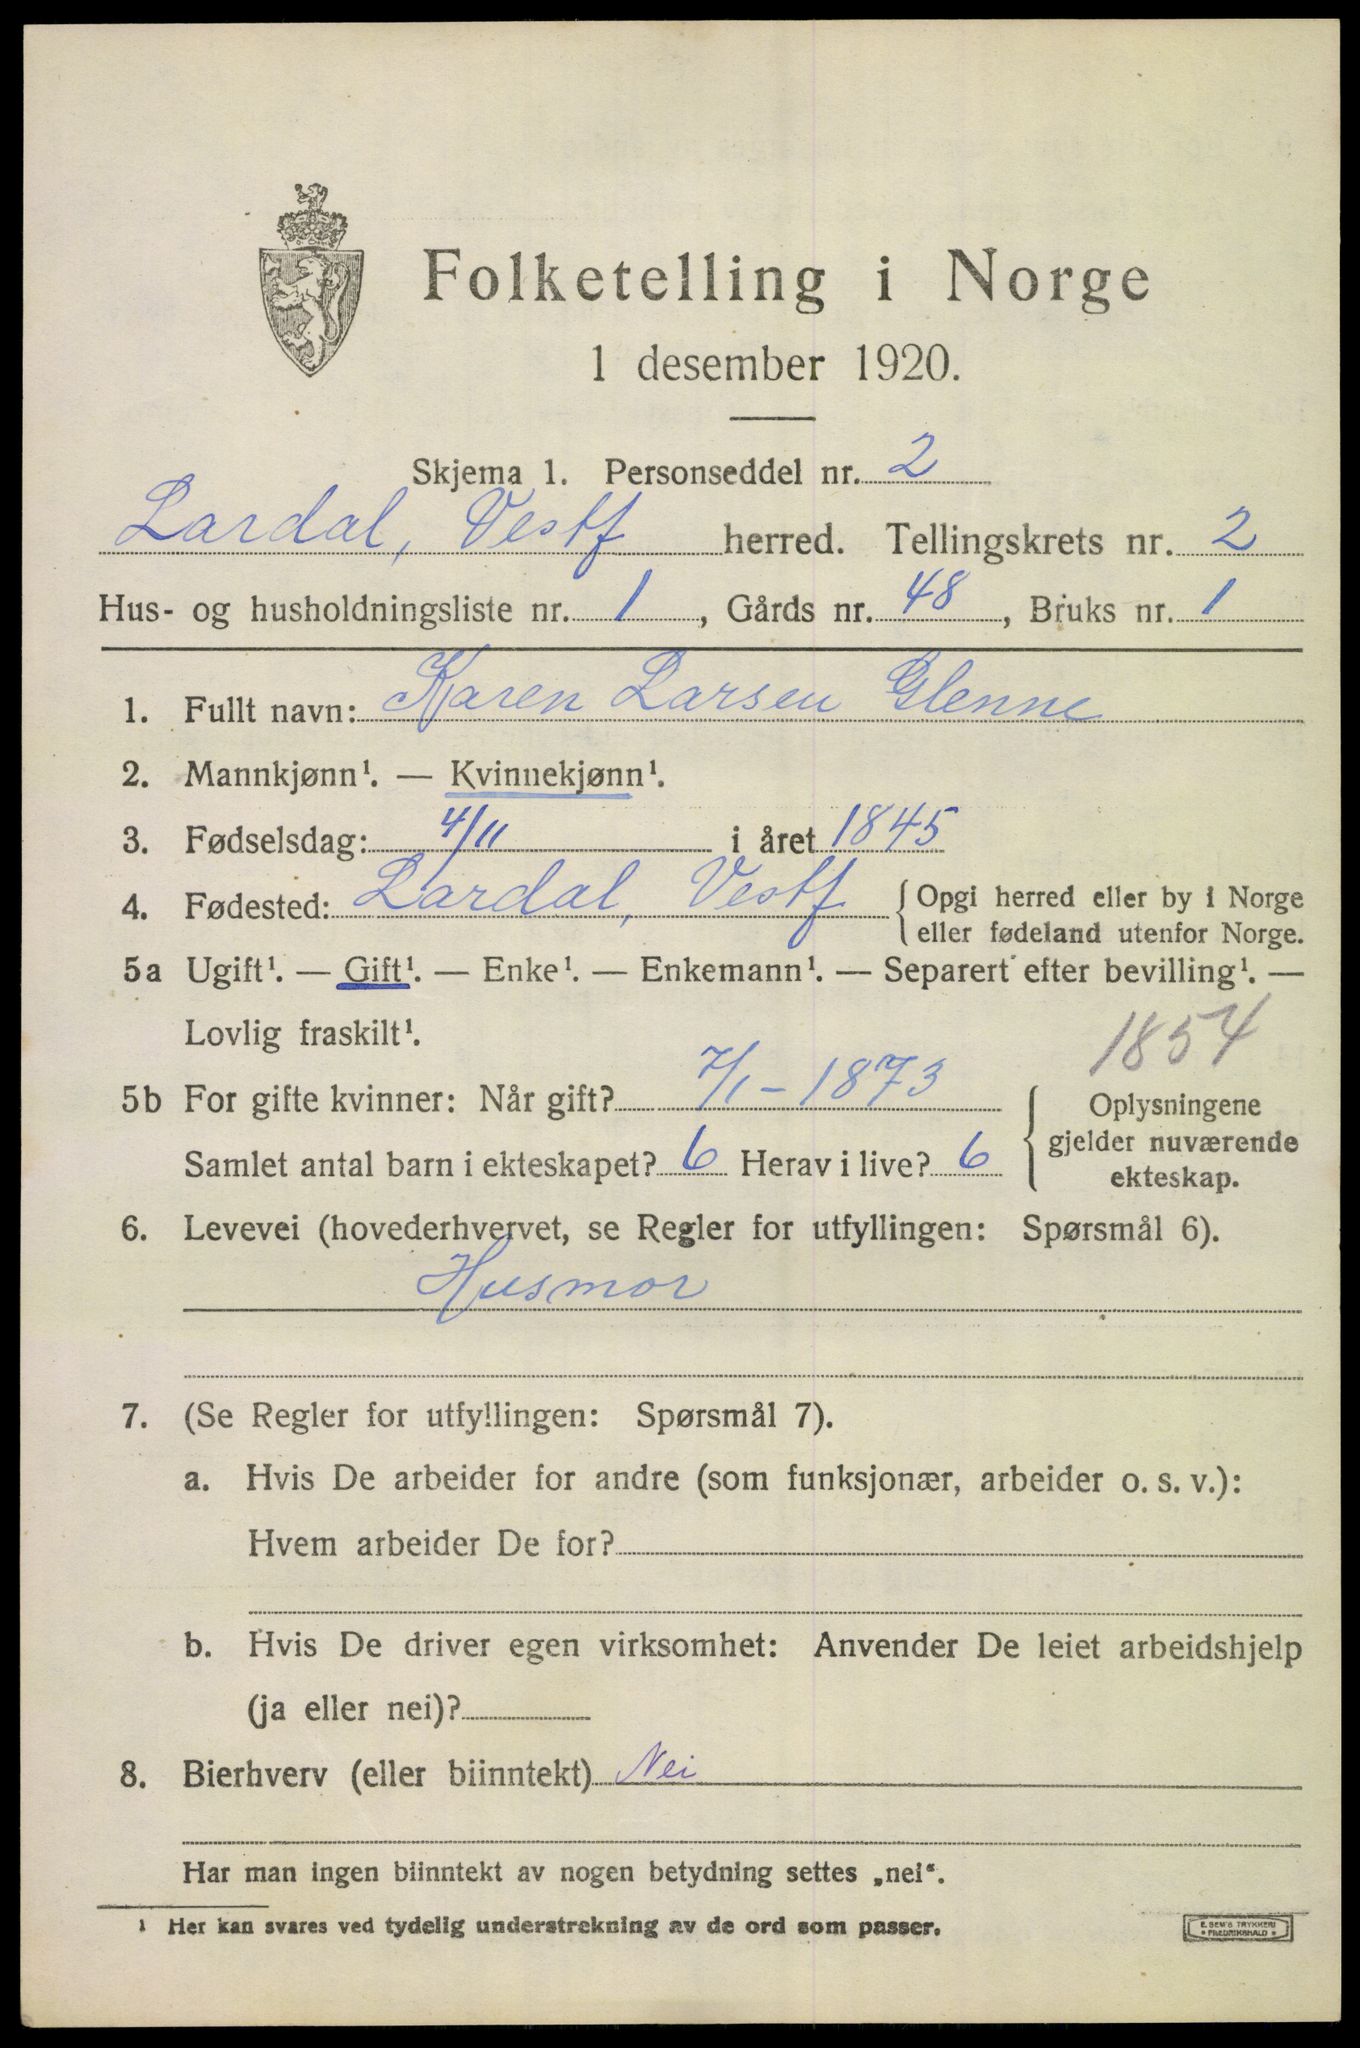 Folketelling i Norge
1 desember 1920.
Skjema 1. Personseddel nr. 2
Lardal, Vestf herred. Tellingskrets nr. 2
Hus- og husholdningsliste nr. 1, Gårds nr. 48, Bruks nr. 1
1. Fullt navn: Karen Larsen Glenne
2. Mannkjønn¹. — Kvinnekjønn¹.
3. Fødselsdag: 4/11 i året 1845
4. Fødested: Lardal, Vestf { Opgi herred eller by i Norge
eller fødeland utenfor Norge.
5a Ugift¹. — Gift¹. — Enke¹. — Enkemann¹. — Separert efter bevilling¹. —
Lovlig fraskilt¹.
1854
5b For gifte kvinner: Når gift? 7/1 - 1873
Samlet antal barn i ekteskapet? 6 Herav i live? 6
Oplysningene
gjelder nuværende
ekteskap.
6. Levevei (hovederhvervet, se Regler for utfyllingen: Spørsmål 6).
Husmor
7. (Se Regler for utfyllingen: Spørsmål 7).
a. Hvis De arbeider for andre (som funksjonær, arbeider o. s. v.):
Hvem arbeider De for?
b. Hvis De driver egen virksomhet: Anvender De leiet arbeidshjelp
(ja eller nei)?
8. Bierhverv (eller biinntekt) Nei
Har man ingen biinntekt av nogen betydning settes „nei“.
¹ Her kan svares ved tydelig understrekning av de ord som passer.
E. SEM'S TRYKKERI
* FREDRIKSHALD *